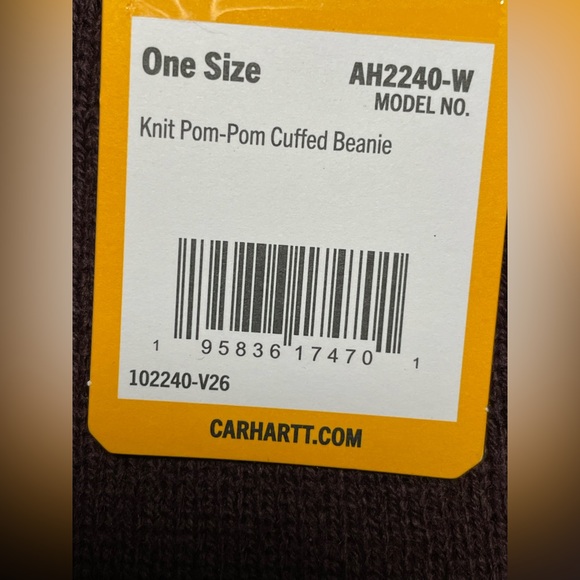 One Size AH2240-W
MODEL NO.
Knit Pom-Pom Cuffed Beanie
1 95836 17470 1
102240-V26
CARHARTT.COM